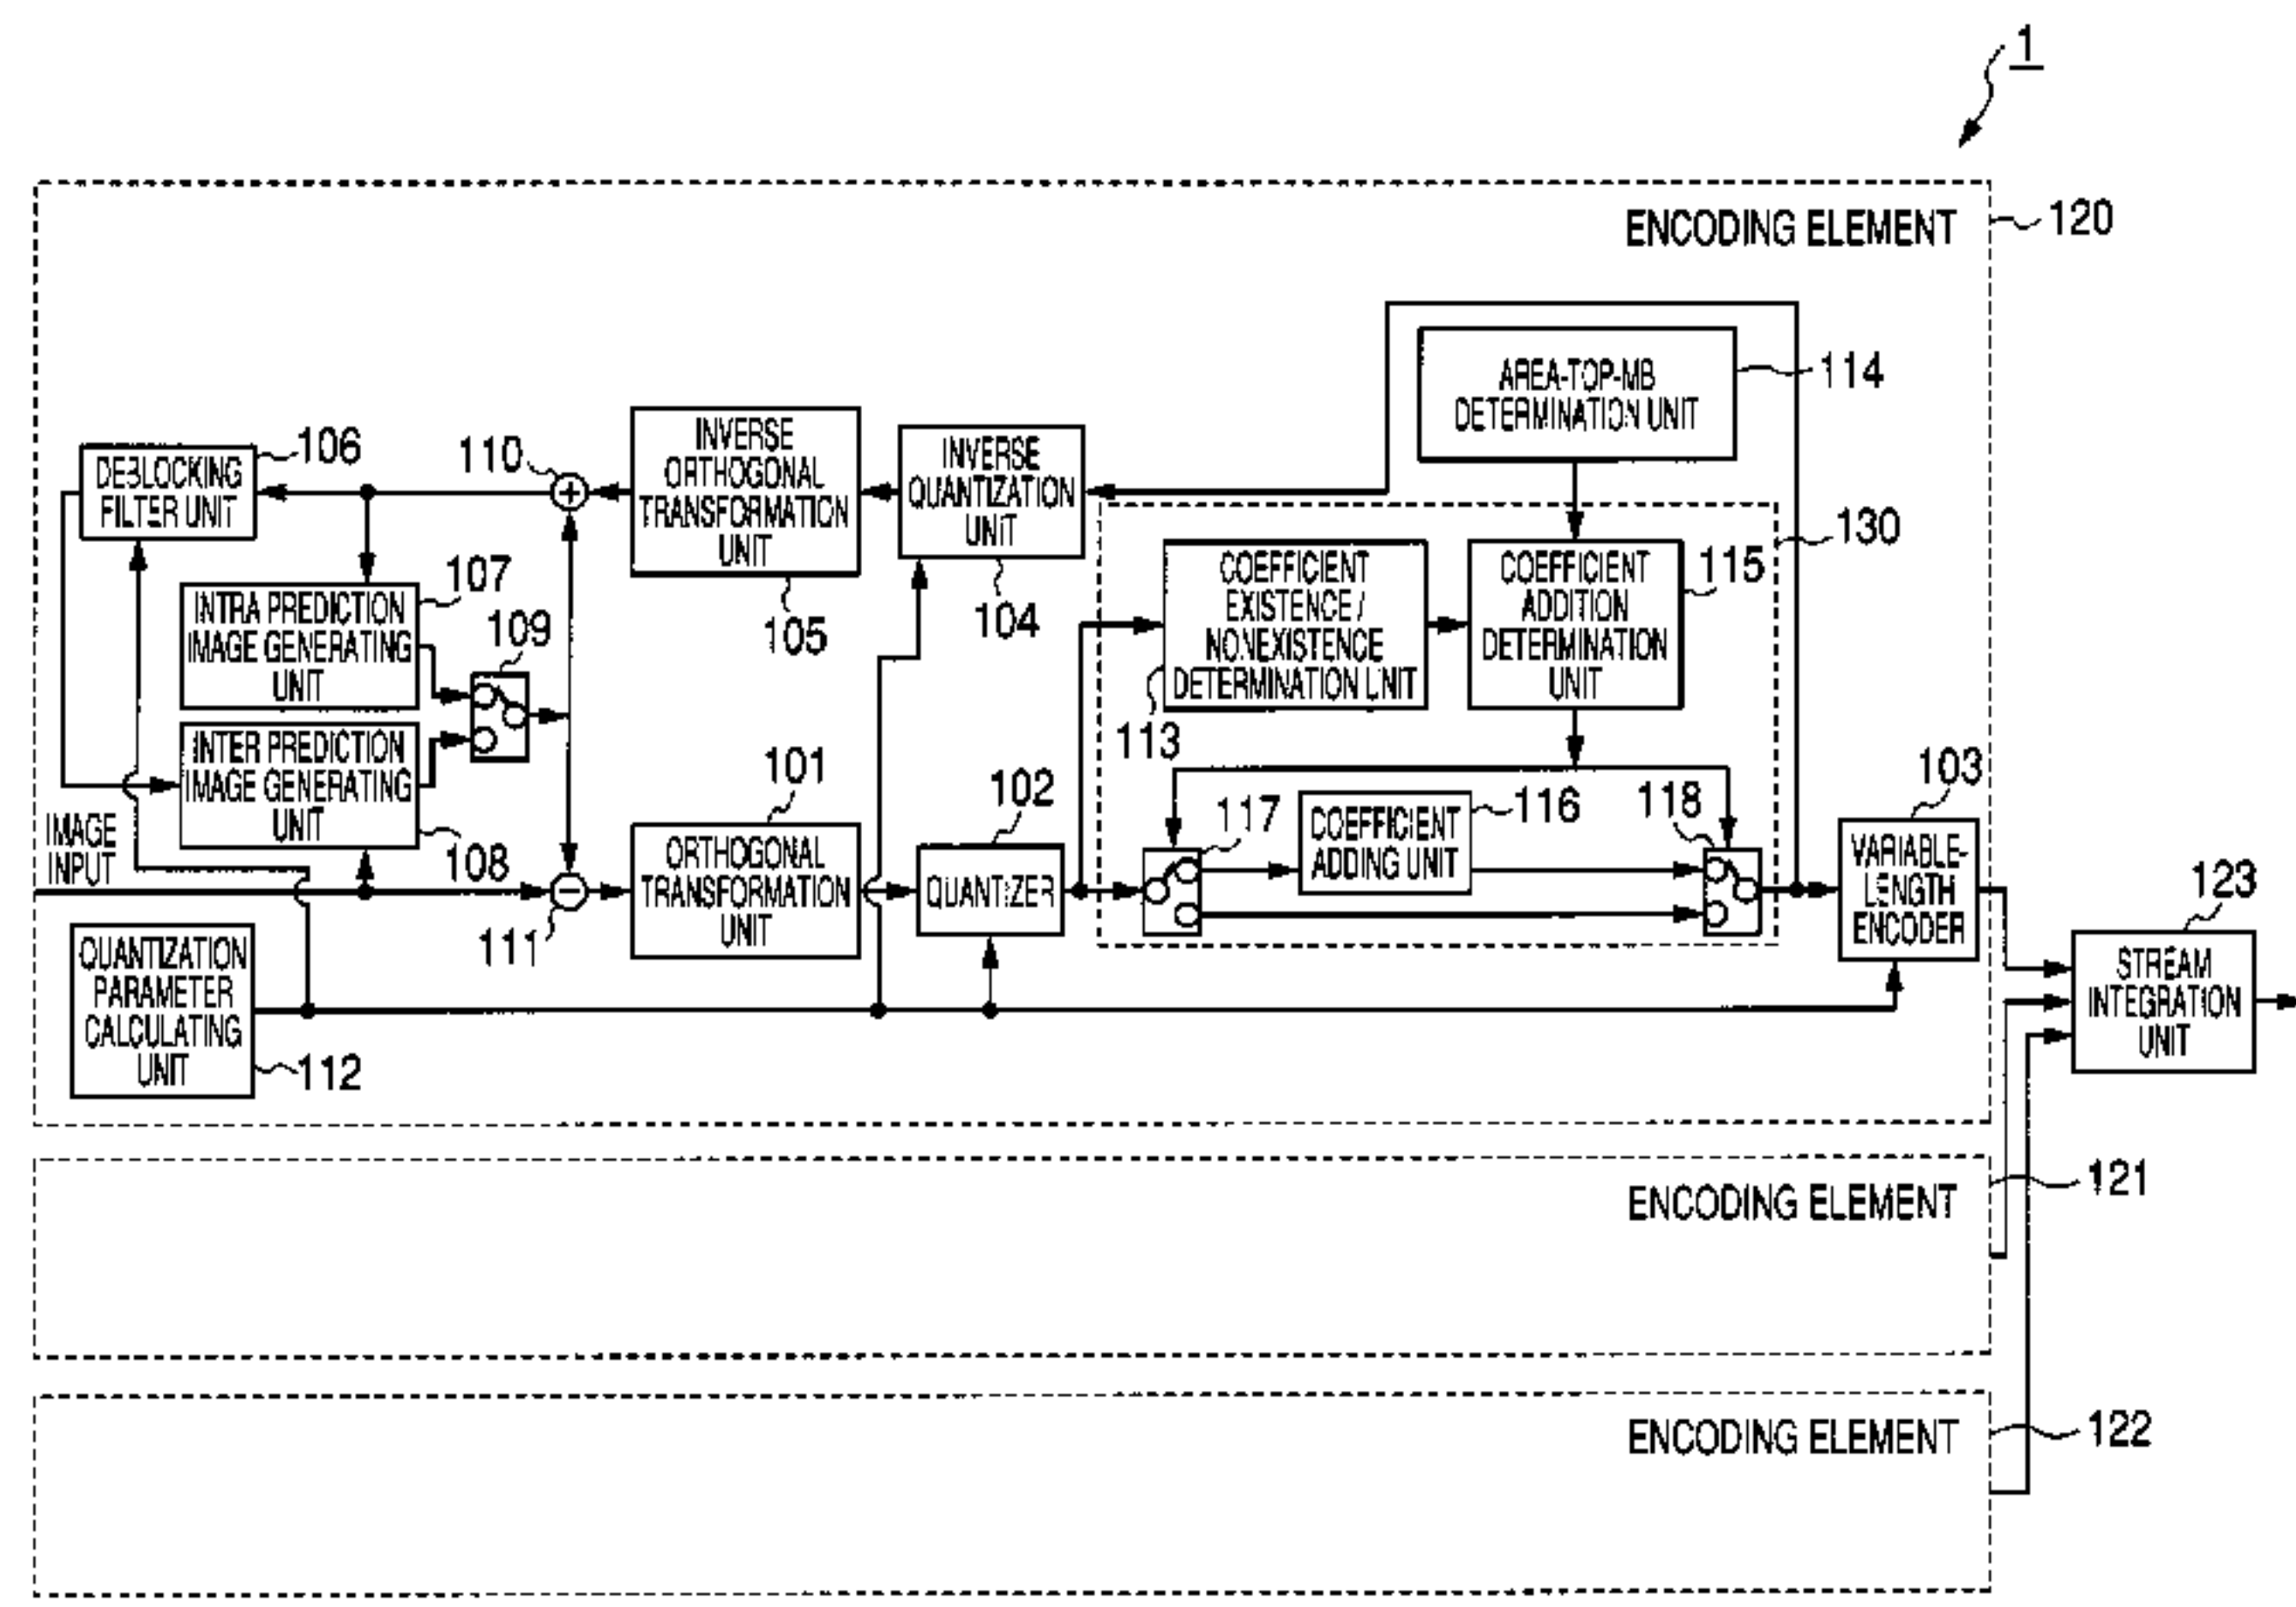 1
ENCODING ELEMENT
120
AREA-TOP-MB
DETERMINATION UNIT
114
DEBLOCKING
FILTER UNIT
106
110
+
INVERSE
ORTHOGONAL
TRANSFORMATION
UNIT
105
INVERSE
QUANTIZATION
UNIT
104
130
COEFFICIENT
EXISTENCE /
NONEXISTENCE
DETERMINATION UNIT
113
COEFFICIENT
ADDITION
DETERMINATION
UNIT
115
INTRA PREDICTION
IMAGE GENERATING
UNIT
107
109
INTER PREDICTION
IMAGE GENERATING
UNIT
108
IMAGE
INPUT
−
111
101
ORTHOGONAL
TRANSFORMATION
UNIT
102
QUANTIZER
117
COEFFICIENT
ADDING UNIT
116
118
103
VARIABLE-
LENGTH
ENCODER
123
STREAM
INTEGRATION
UNIT
QUANTIZATION
PARAMETER
CALCULATING
UNIT
112
ENCODING ELEMENT
121
ENCODING ELEMENT
122